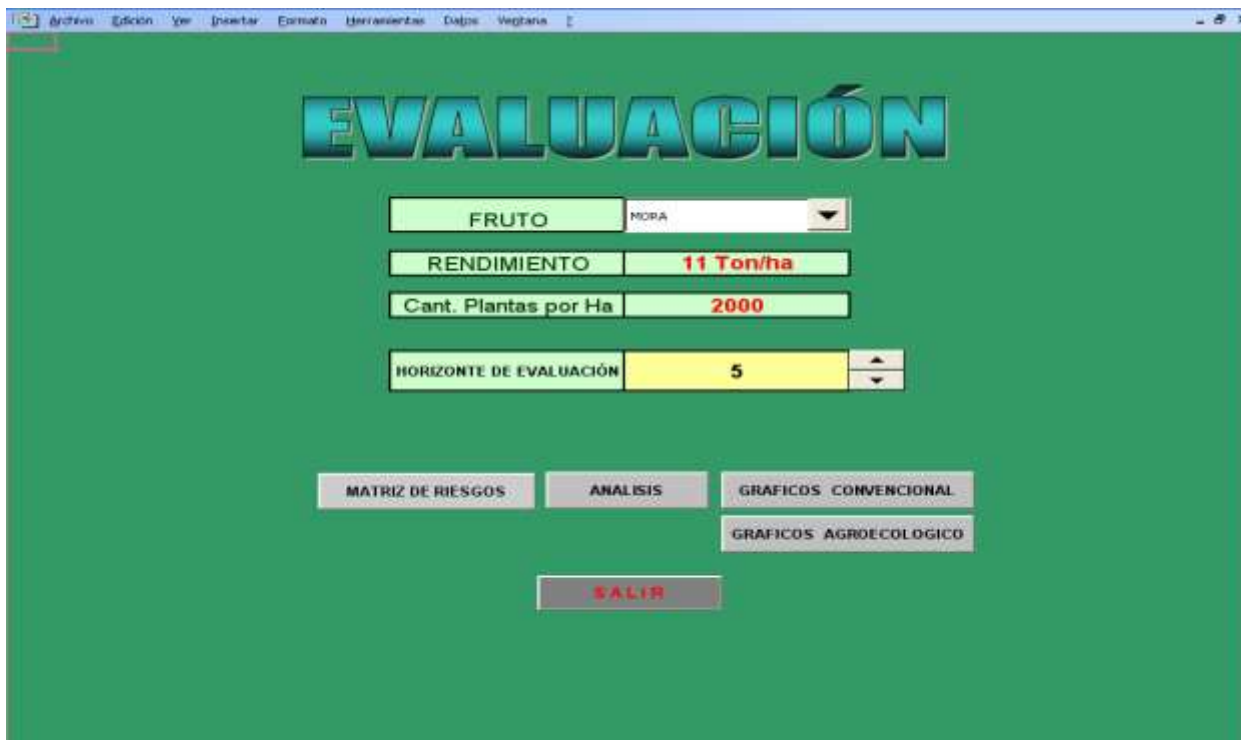 Archivo Edición Ver Insertar Formato Herramientas Datos Ventana ?
EVALUACIÓN
FRUTO MORA
RENDIMIENTO 11 Ton/ha
Cant. Plantas por Ha 2000
HORIZONTE DE EVALUACIÓN 5
MATRIZ DE RIESGOS ANALISIS GRAFICOS CONVENCIONAL
GRAFICOS AGROECOLOGICO
SALIR